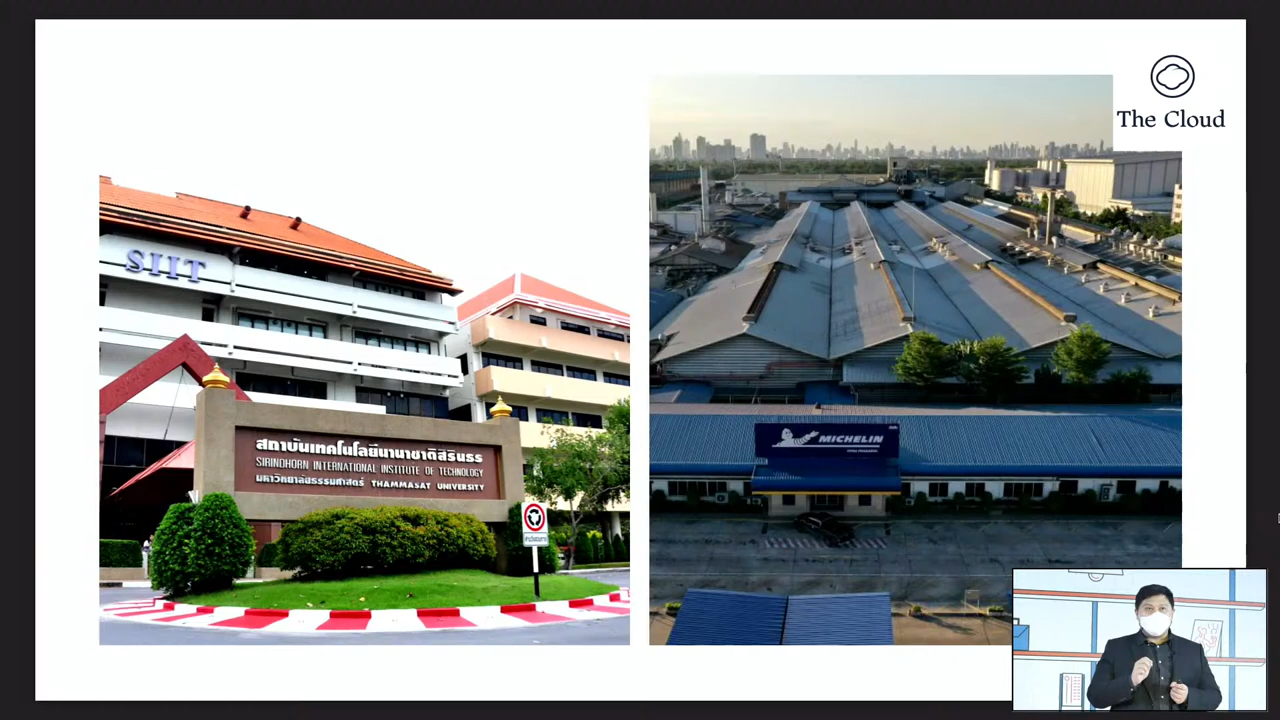 The Cloud
SIIT
สถาบันเทคโนโลยีนานาชาติสิรินธร
SIRINDHORN INTERNATIONAL INSTITUTE OF TECHNOLOGY
มหาวิทยาลัยธรรมศาสตร์ THAMMASAT UNIVERSITY
MICHELIN